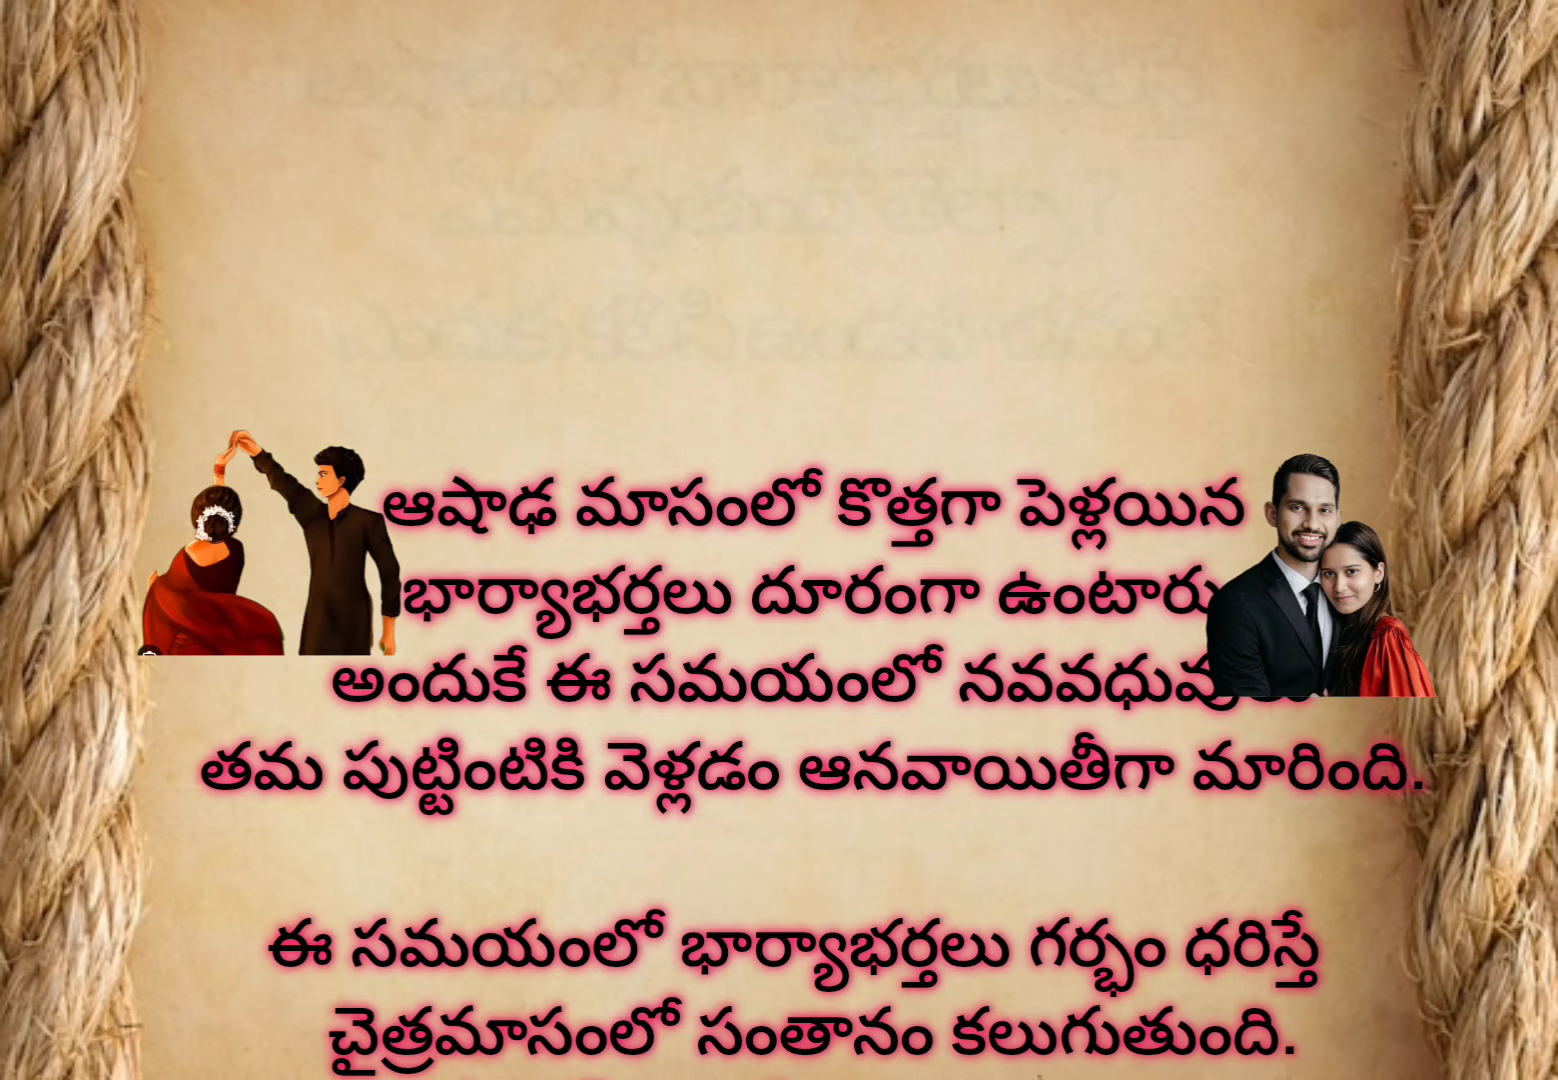 ఆషాఢ మాసంలో కొత్తగా పెళ్లయిన
భార్యాభర్తలు దూరంగా ఉంటారు
అందుకే ఈ సమయంలో నవవధువులు
తమ పుట్టింటికి వెళ్లడం ఆనవాయితీగా మారింది.
ఈ సమయంలో భార్యాభర్తలు గర్భం ధరిస్తే
చైత్రమాసంలో సంతానం కలుగుతుంది.